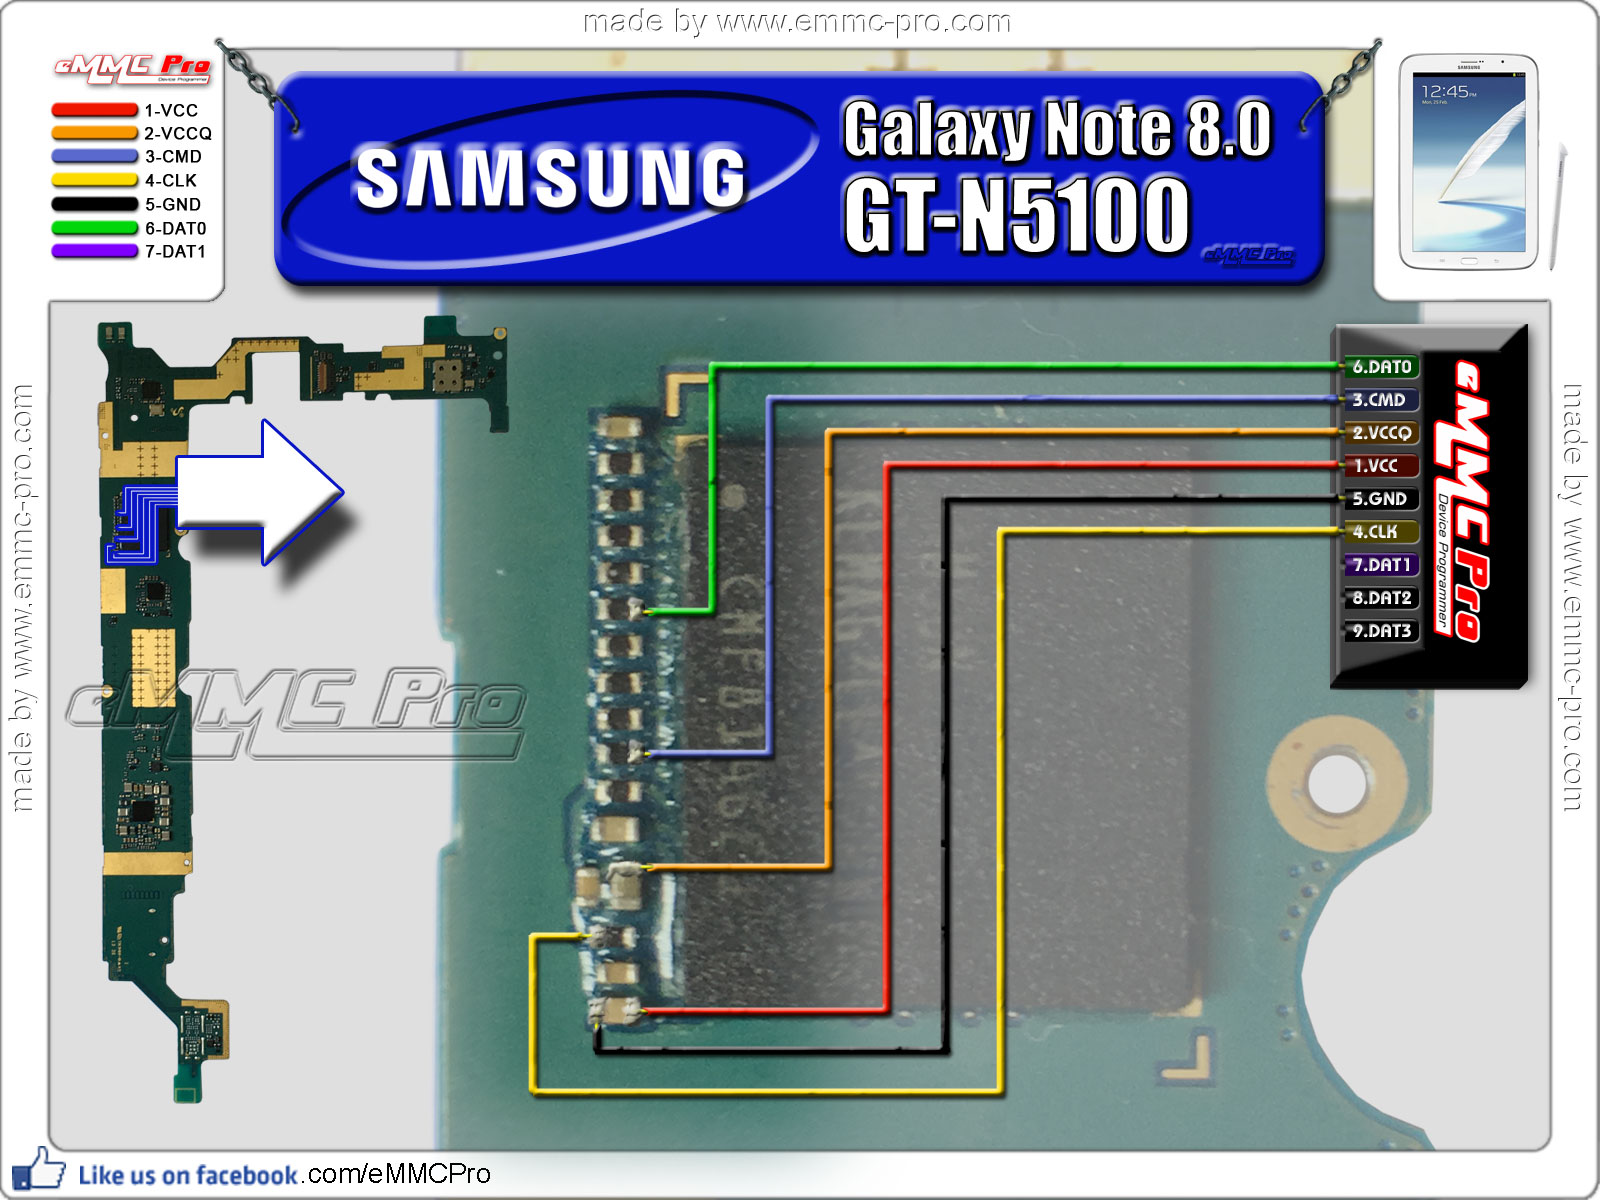 made by www.emmc-pro.com
eMMC Pro
Device Programmer
1-VCC
2-VCCQ
3-CMD
4-CLK
5-GND
6-DAT0
7-DAT1
SAMSUNG
Galaxy Note 8.0
GT-N5100
eMMC Pro
SAMSUNG
12:45PM
Mon, 25 Feb.
6.DAT0
3.CMD
2.VCCQ
1.VCC
5.GND
4.CLK
7.DAT1
8.DAT2
9.DAT3
eMMC Pro
Device Programmer
made by www.emmc-pro.com
made by www.emmc-pro.com
eMMC Pro
Like us on facebook.com/eMMCPro